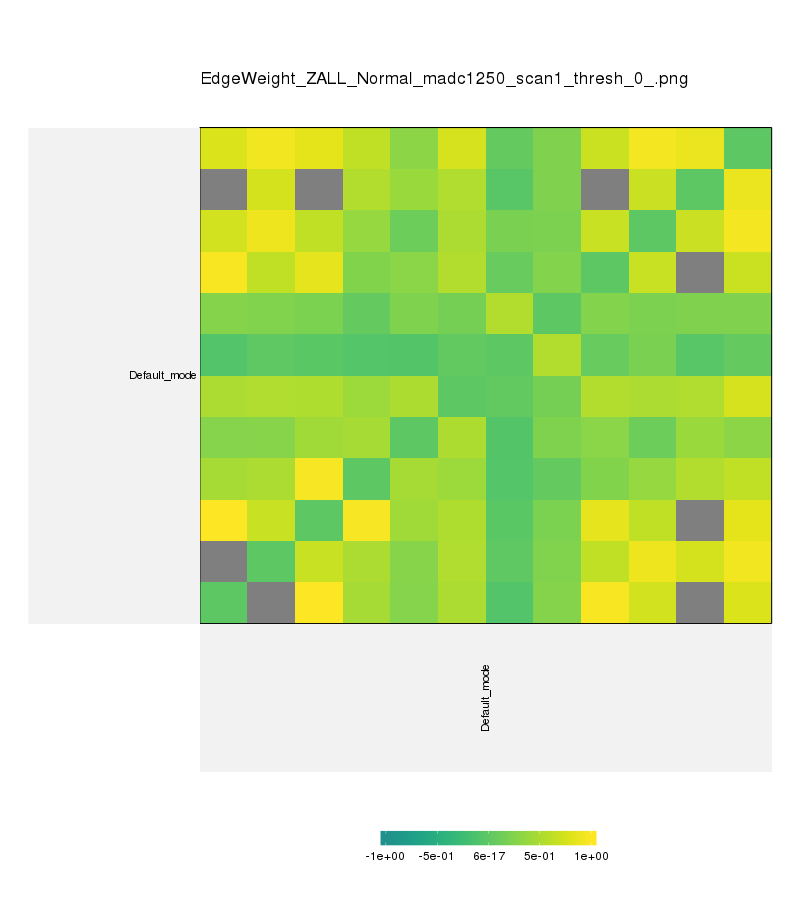 EdgeWeight_ZALL_Normal_madc1250_scan1_thresh_0_.png
Default_mode
Default_mode
-1e+00 -5e-01 6e-17 5e-01 1e+00